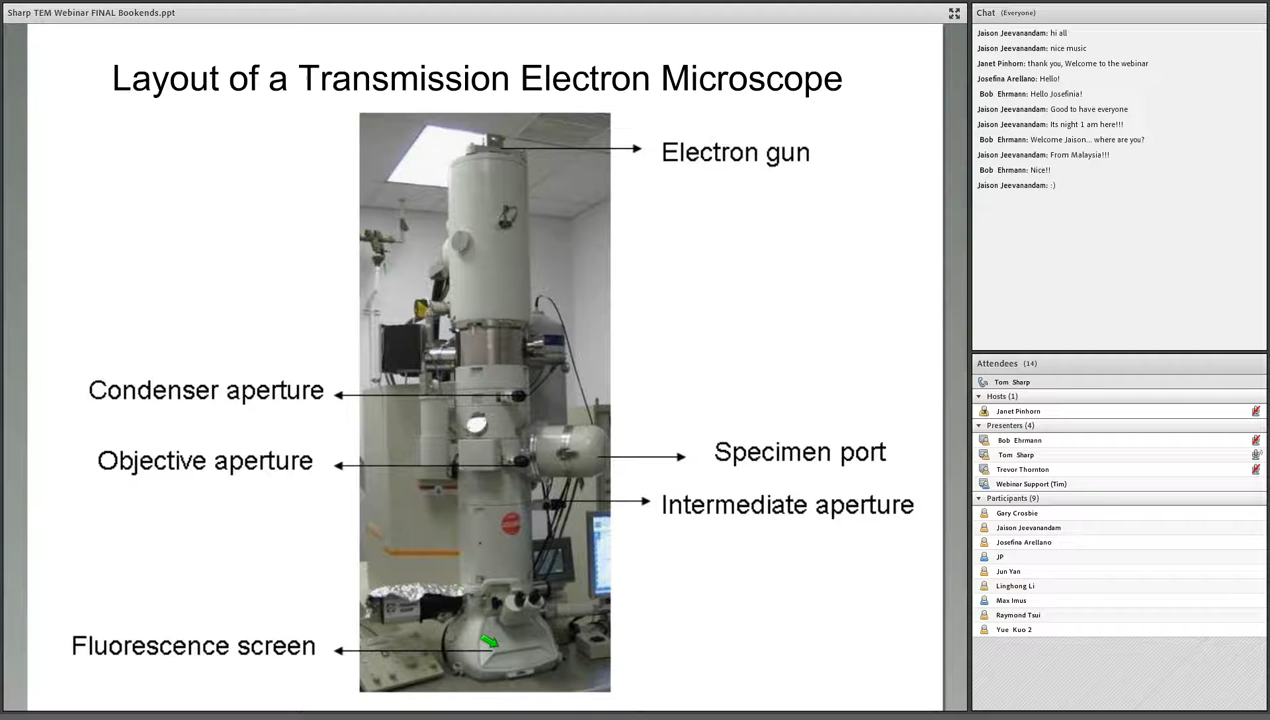 Sharp TEM Webinar FINAL Bookends.ppt
Layout of a Transmission Electron Microscope
Electron gun
Condenser aperture
Objective aperture
Specimen port
Intermediate aperture
Fluorescence screen
Chat (Everyone)
Jaison Jeevanandam: hi all
Jaison Jeevanandam: nice music
Janet Pinhorn: thank you, Welcome to the webinar
Josefina Arellano: Hello!
Bob Ehrmann: Hello Josefinia!
Jaison Jeevanandam: Good to have everyone
Jaison Jeevanandam: Its night 1 am here!!!
Bob Ehrmann: Welcome Jaison... where are you?
Jaison Jeevanandam: From Malaysia!!!
Bob Ehrmann: Nice!!
Jaison Jeevanandam: :)
Attendees (14)
Tom Sharp
Hosts (1)
Janet Pinhorn
Presenters (4)
Bob Ehrmann
Tom Sharp
Trevor Thornton
Webinar Support (Tim)
Participants (9)
Gary Crosbie
Jaison Jeevanandam
Josefina Arellano
JP
Jun Yan
Linghong Li
Max Imus
Raymond Tsui
Yue Kuo 2